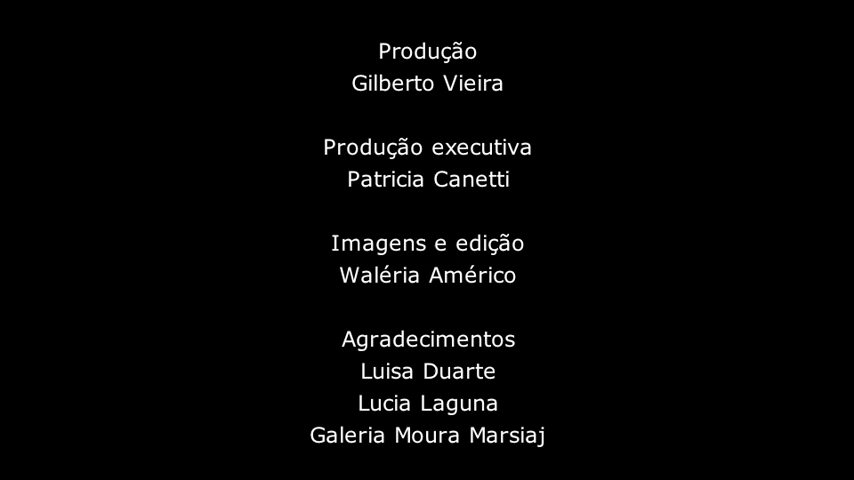 Produção
Gilberto Vieira
Produção executiva
Patricia Canetti
Imagens e edição
Waléria Américo
Agradecimentos
Luisa Duarte
Lucia Laguna
Galeria Moura Marsiaj